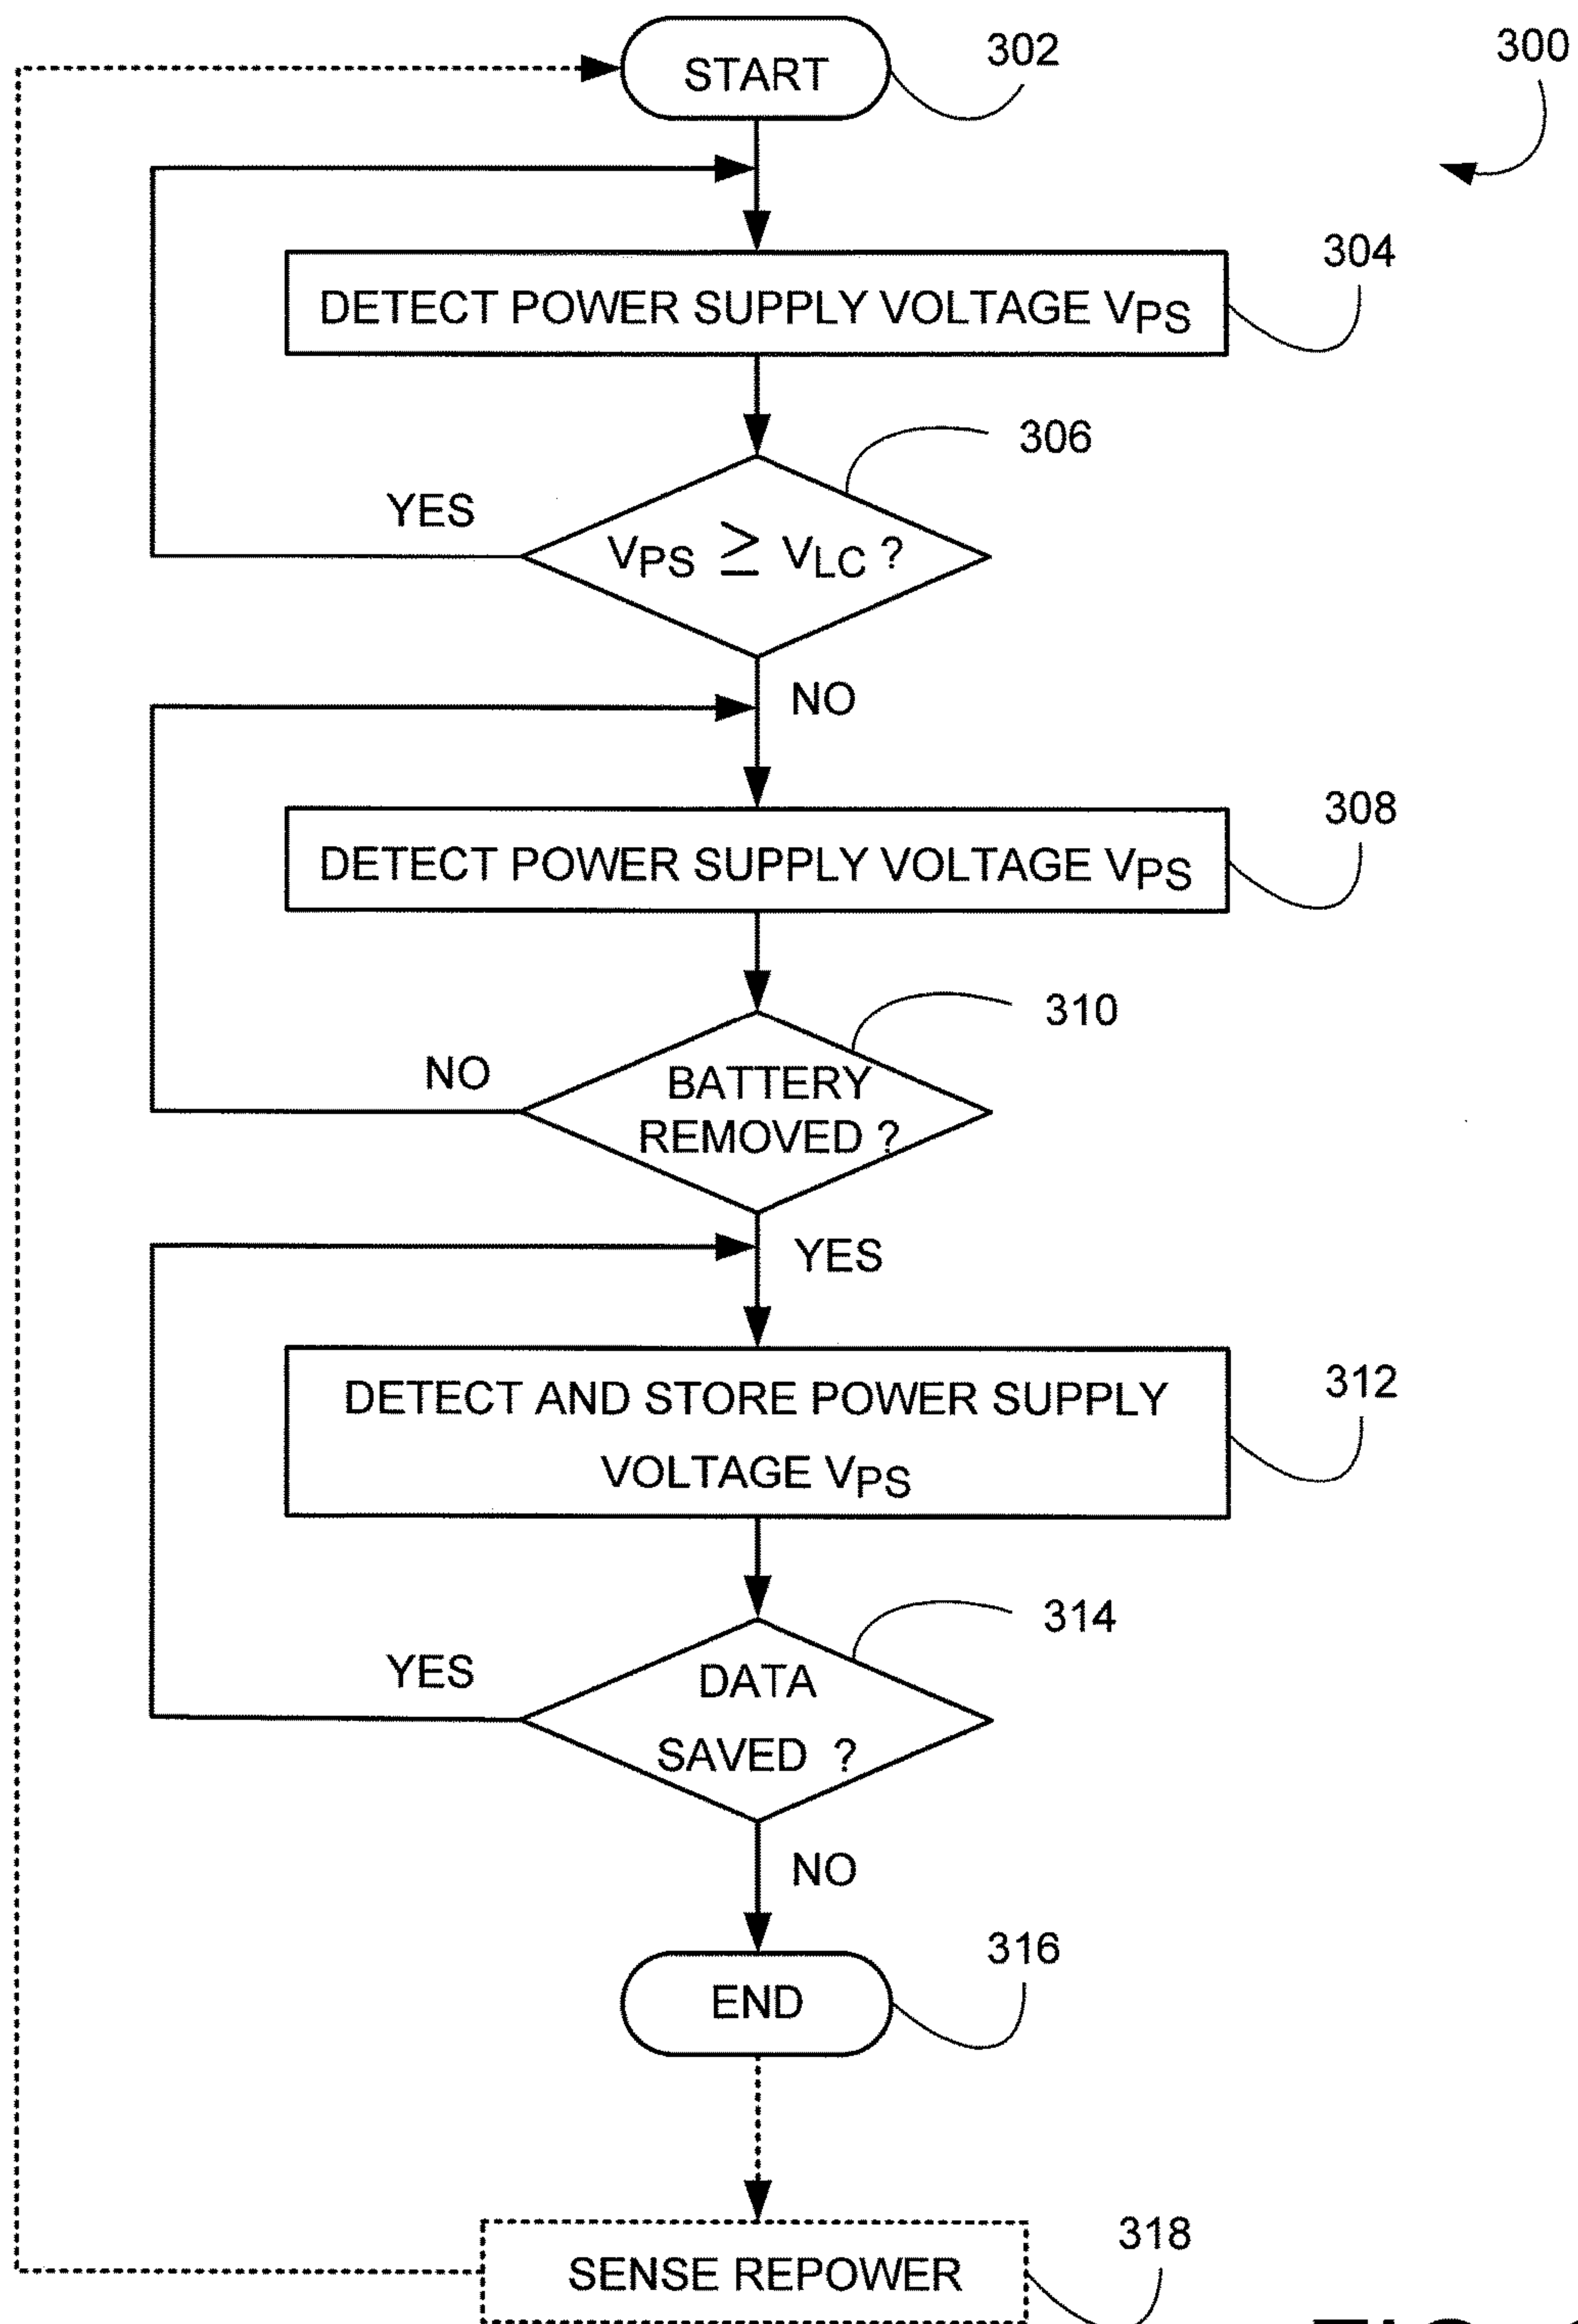 START
302
300
DETECT POWER SUPPLY VOLTAGE VPS
304
306
YES
VPS ≥ VLC ?
NO
DETECT POWER SUPPLY VOLTAGE VPS
308
310
NO
BATTERY
REMOVED ?
YES
DETECT AND STORE POWER SUPPLY
VOLTAGE VPS
312
314
YES
DATA
SAVED ?
NO
END
316
SENSE REPOWER
318